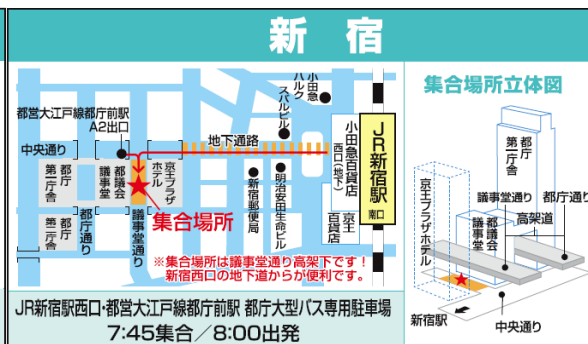 新宿
小田急
ハルク
スバルビル
都営大江戸線都庁前駅
A2出口
中央通り
地下通路
都庁
第二庁舎
都庁
第一庁舎
都庁通り
都議会
議事堂
議事堂通り
京王プラザ
ホテル
集合場所
新宿郵便局
明治安田生命ビル
小田急百貨店
西口(地下)
京王
百貨店
JR新宿駅
南口
※集合場所は議事堂通り高架下です!
新宿西口の地下道からが便利です。
JR新宿駅西口・都営大江戸線都庁前駅 都庁大型バス専用駐車場
7:45集合/8:00出発
集合場所立体図
都庁
第一庁舎
議事堂通り
都庁通り
高架道
都議会
議事堂
京王プラザホテル
新宿駅
中央通り